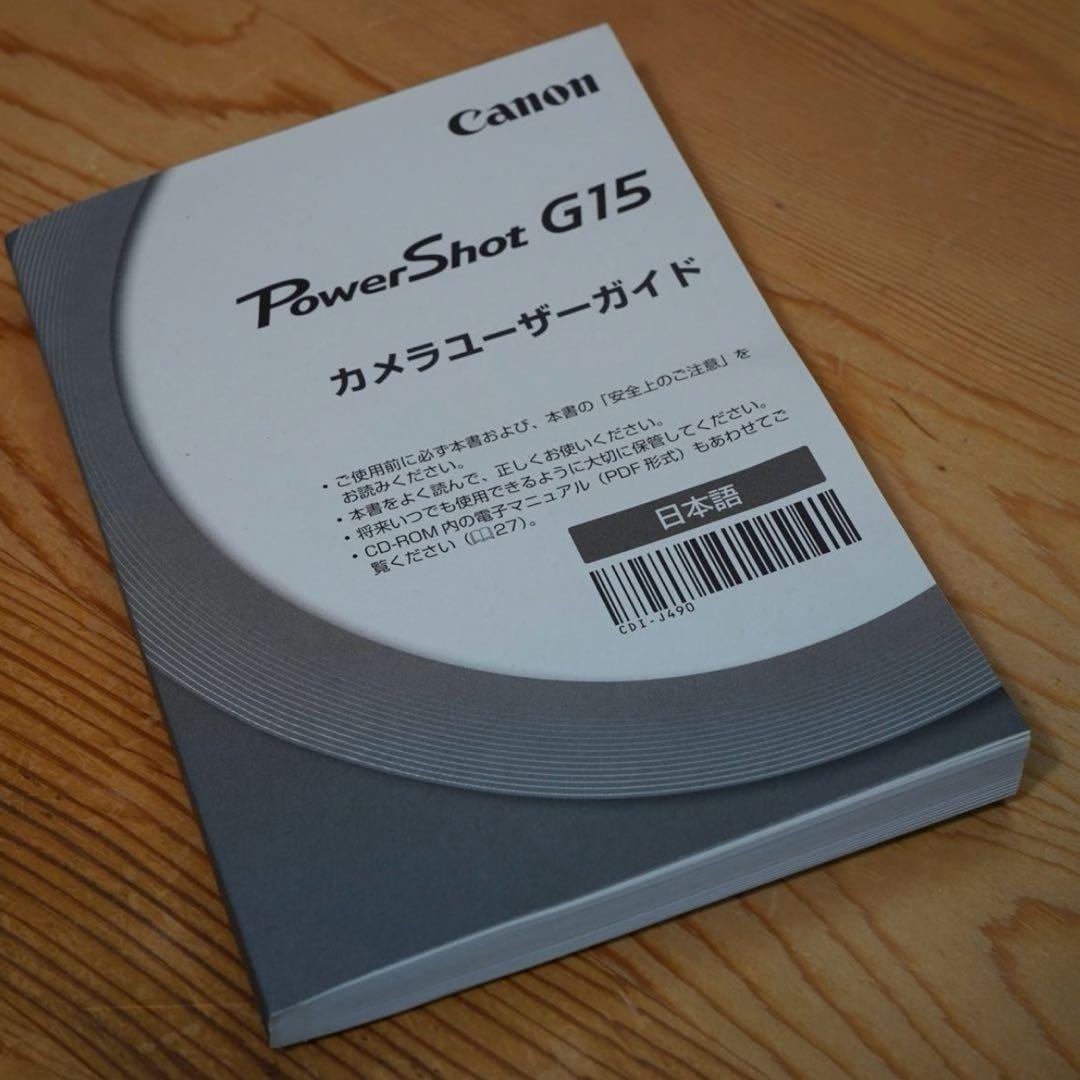 Canon
PowerShot G15
カメラユーザーガイド
・ご使用前に必ず本書および、本書の「安全上のご注意」を
お読みください。
・本書をよく読んで、正しくお使いください。
・将来いつでも使用できるように大切に保管してください。
・CD-ROM 内の電子マニュアル（PDF 形式）もあわせてご
覧ください（📖27）。
日本語
CDI-J490